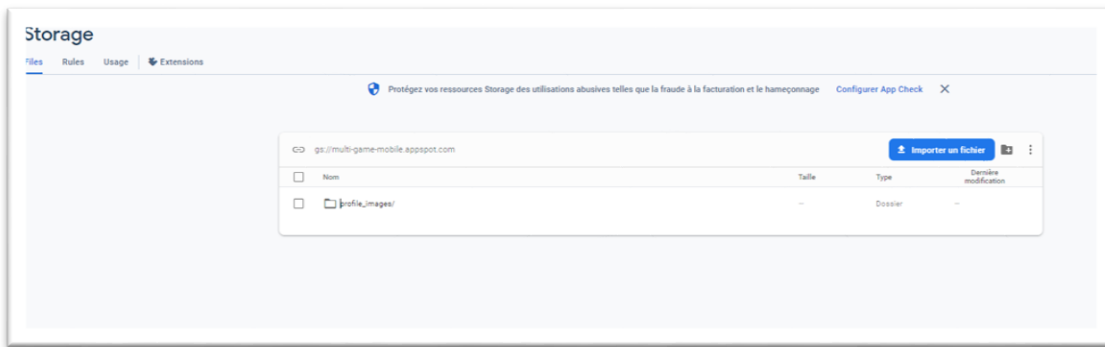 Storage
Files Rules Usage Extensions
Protégez vos ressources Storage des utilisations abusives telles que la fraude à la facturation et le hameçonnage Configurer App Check
gs://multi-game-mobile.appspot.com Importer un fichier
Nom Taille Type Dernière modification
profile_images/ — Dossier —